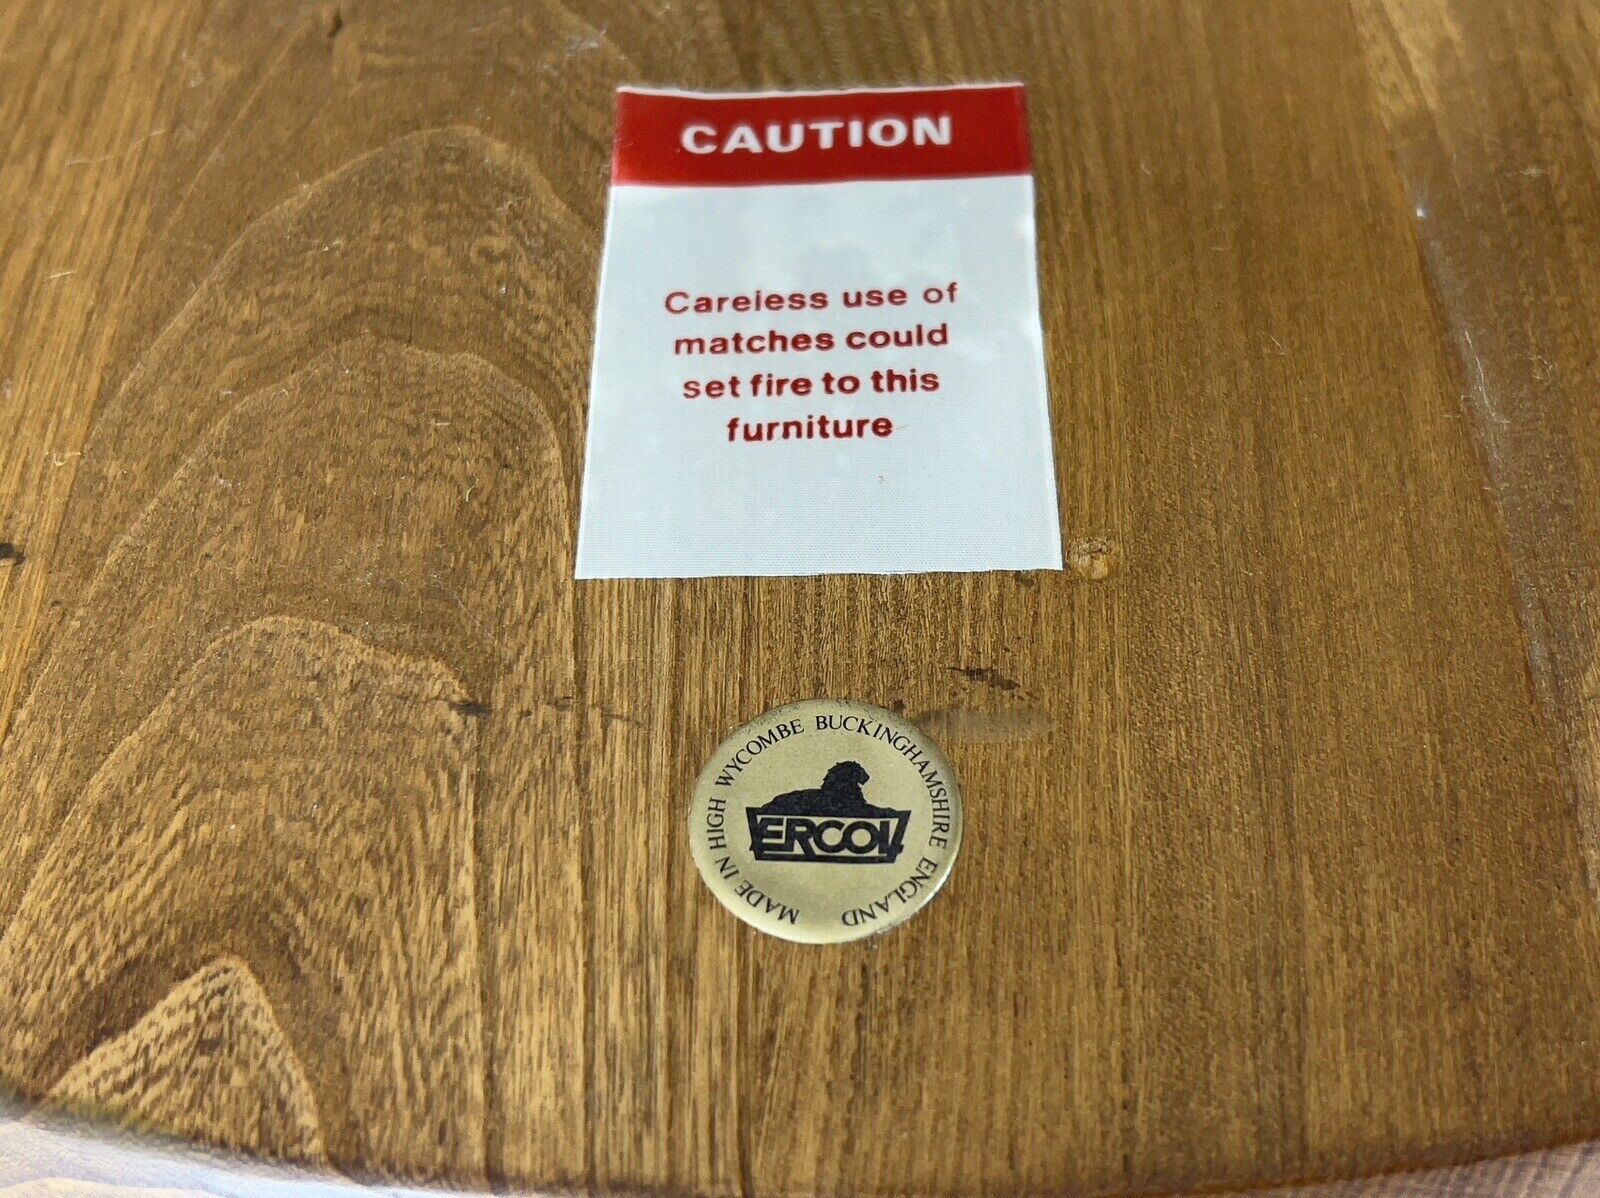 CAUTION
Careless use of
matches could
set fire to this
furniture
MADE IN HIGH WYCOMBE BUCKINGHAMSHIRE ENGLAND
ERCOL